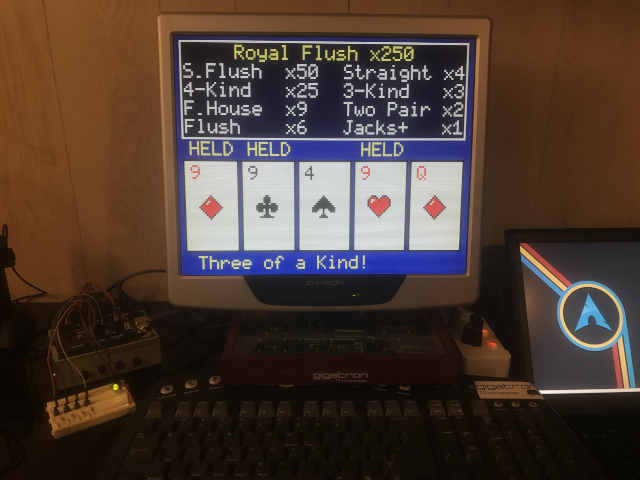 Royal Flush x250
S.Flush x50 Straight x4
4-Kind x25 3-Kind x3
F.House x9 Two Pair x2
Flush x6 Jacks+ x1
HELD HELD HELD
9 9 4 9 Q
Three of a Kind!
ENVISION
gigatron
gigatron